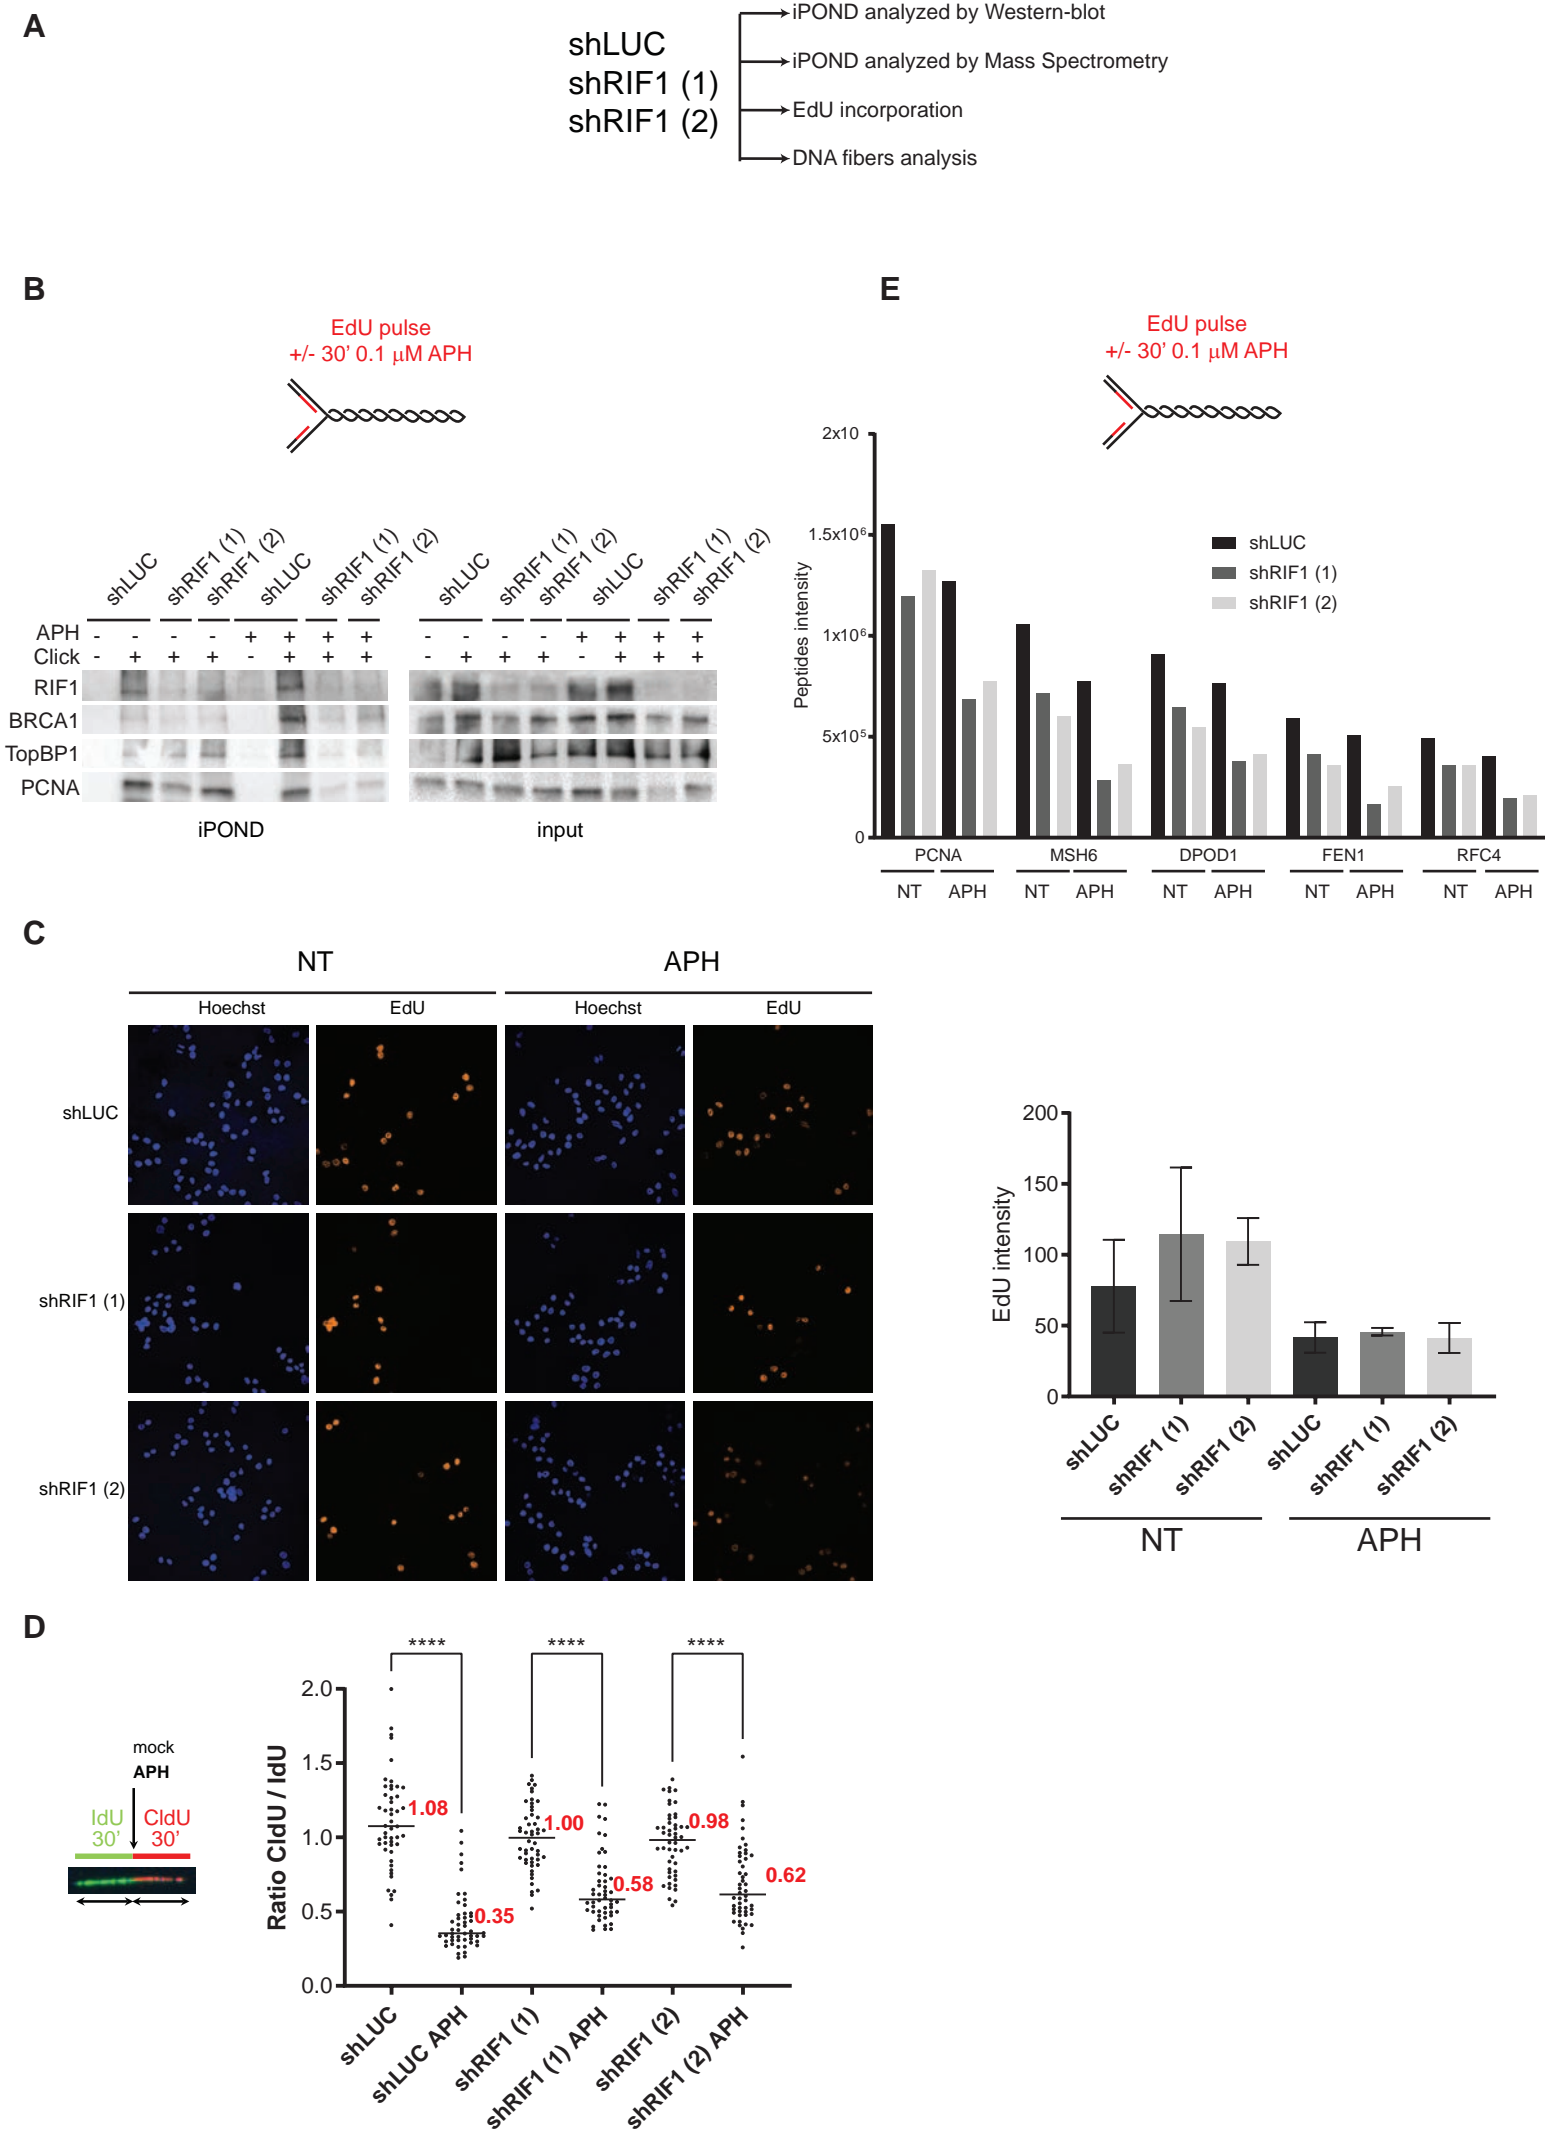 A
shLUC
shRIF1 (1)
shRIF1 (2)
iPOND analyzed by Western-blot
iPOND analyzed by Mass Spectrometry
EdU incorporation
DNA fibers analysis
B
EdU pulse
+/- 30' 0.1 µM APH
shLUC shRIF1 (1) shRIF1 (2) shLUC shRIF1 (1) shRIF1 (2) shLUC shRIF1 (1) shRIF1 (2) shLUC shRIF1 (1) shRIF1 (2)
APH - - - - + + + + - - - - + + + +
Click - + + + - + + + - + + + - + + +
RIF1
BRCA1
TopBP1
PCNA
iPOND input
E
EdU pulse
+/- 30' 0.1 µM APH
2x10
1.5x10⁶
1x10⁶
5x10⁵
0
Peptides intensity
shLUC
shRIF1 (1)
shRIF1 (2)
PCNA MSH6 DPOD1 FEN1 RFC4
NT APH NT APH NT APH NT APH NT APH
C
NT APH
Hoechst EdU Hoechst EdU
shLUC
shRIF1 (1)
shRIF1 (2)
200
150
100
50
0
EdU intensity
shLUC shRIF1 (1) shRIF1 (2) shLUC shRIF1 (1) shRIF1 (2)
NT APH
D
mock
APH
IdU CldU
30' 30'
**** **** ****
2.0
1.5
1.0
0.5
0.0
Ratio CldU / IdU
1.08
0.35
1.00
0.58
0.98
0.62
shLUC shLUC APH shRIF1 (1) shRIF1 (1) APH shRIF1 (2) shRIF1 (2) APH